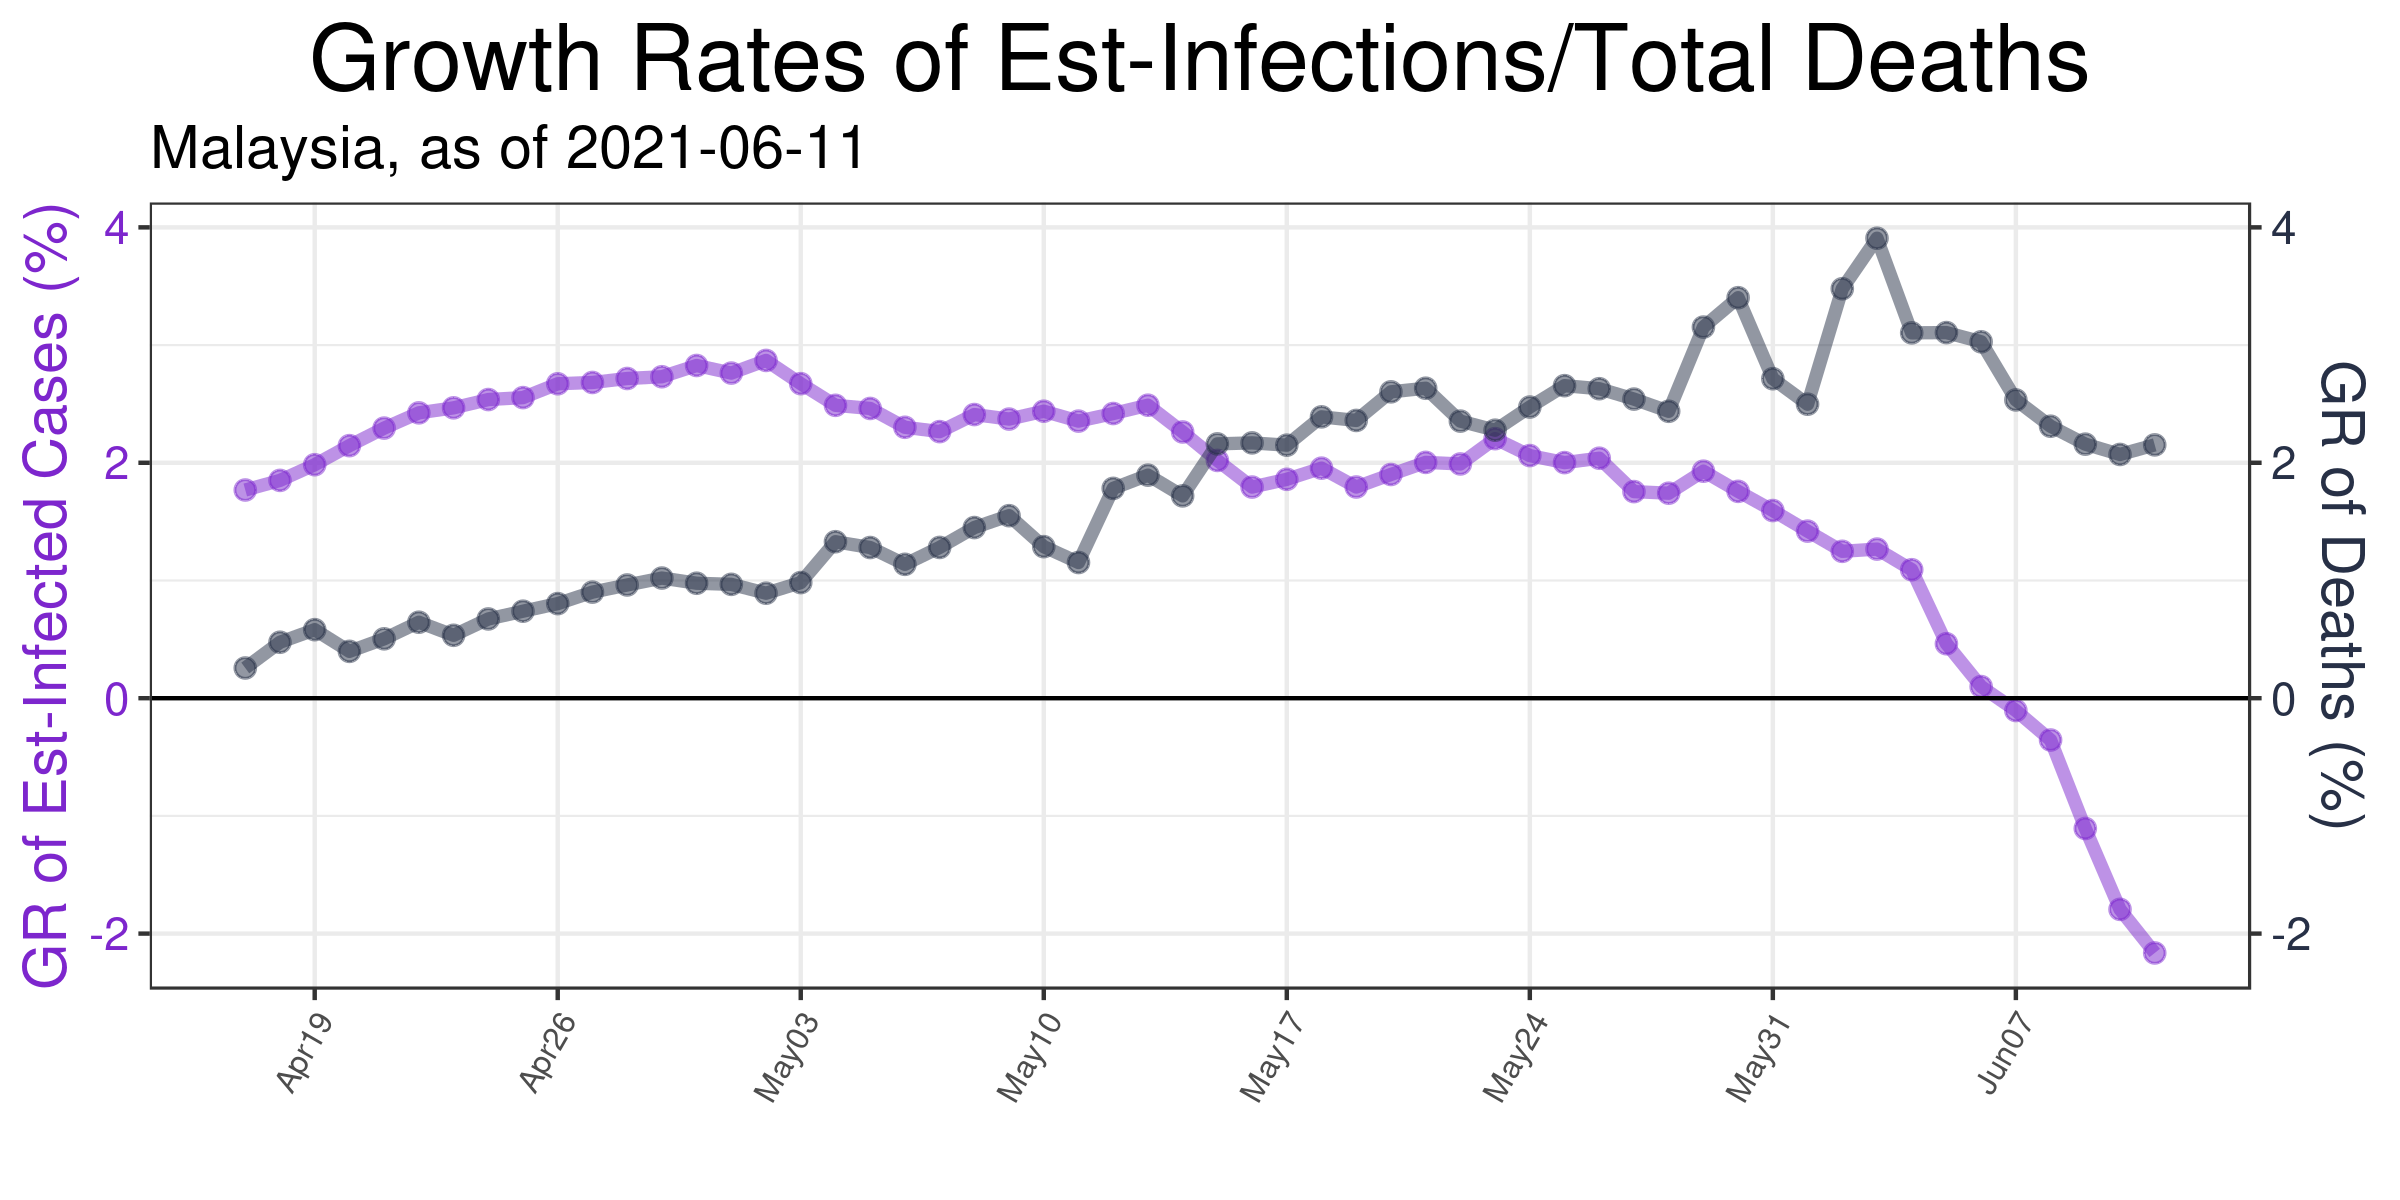 Growth Rates of Est-Infections/Total Deaths
Malaysia, as of 2021-06-11
GR of Est-Infected Cases (%)
4
2
0
-2
4
2
0
-2
GR of Deaths (%)
Apr19
Apr26
May03
May10
May17
May24
May31
Jun07